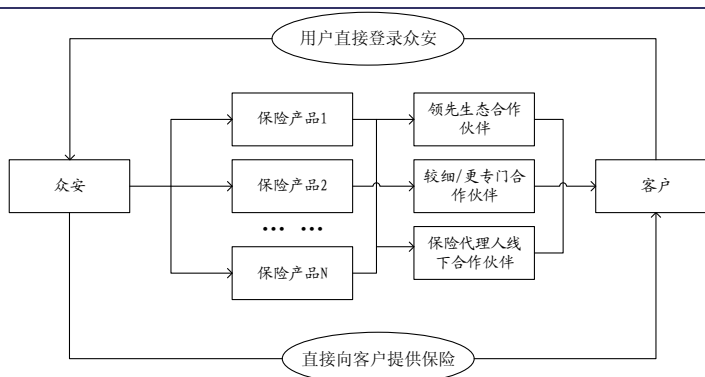 用户直接登录众安
保险产品1
领先生态合作
伙伴
众安
保险产品2
较细/更专门合
作伙伴
客户
… …
保险产品N
保险代理人线
下合作伙伴
直接向客户提供保险